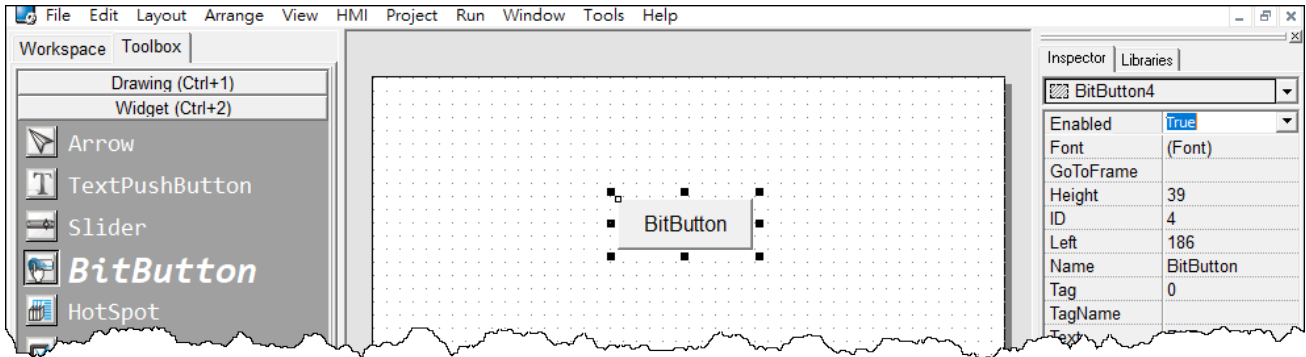 File Edit Layout Arrange View HMI Project Run Window Tools Help
Workspace Toolbox
Drawing (Ctrl+1)
Widget (Ctrl+2)
Arrow
TextPushButton
Slider
BitButton
HotSpot
BitButton
Inspector Libraries
BitButton4
Enabled True
Font (Font)
GoToFrame
Height 39
ID 4
Left 186
Name BitButton
Tag 0
TagName
Text